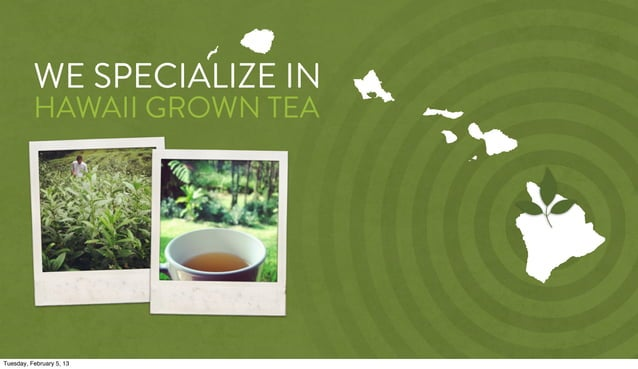 WE SPECIALIZE IN
HAWAII GROWN TEA
Tuesday, February 5, 13